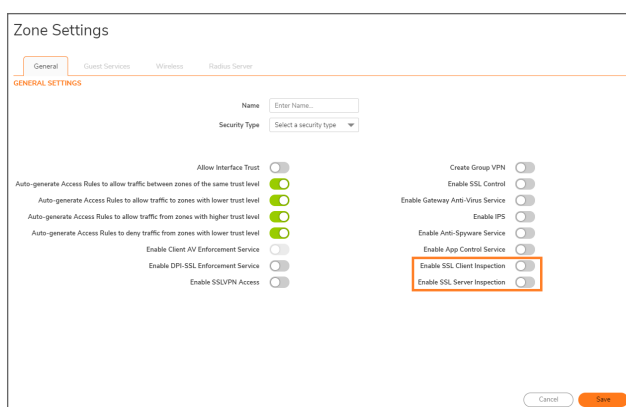 Zone Settings
General Guest Services Wireless Radius Server
GENERAL SETTINGS
Name Enter Name...
Security Type Select a security type
Allow Interface Trust
Auto-generate Access Rules to allow traffic between zones of the same trust level
Auto-generate Access Rules to allow traffic to zones with lower trust level
Auto-generate Access Rules to allow traffic from zones with higher trust level
Auto-generate Access Rules to deny traffic from zones with lower trust level
Enable Client AV Enforcement Service
Enable DPI-SSL Enforcement Service
Enable SSLVPN Access
Create Group VPN
Enable SSL Control
Enable Gateway Anti-Virus Service
Enable IPS
Enable Anti-Spyware Service
Enable App Control Service
Enable SSL Client Inspection
Enable SSL Server Inspection
Cancel Save